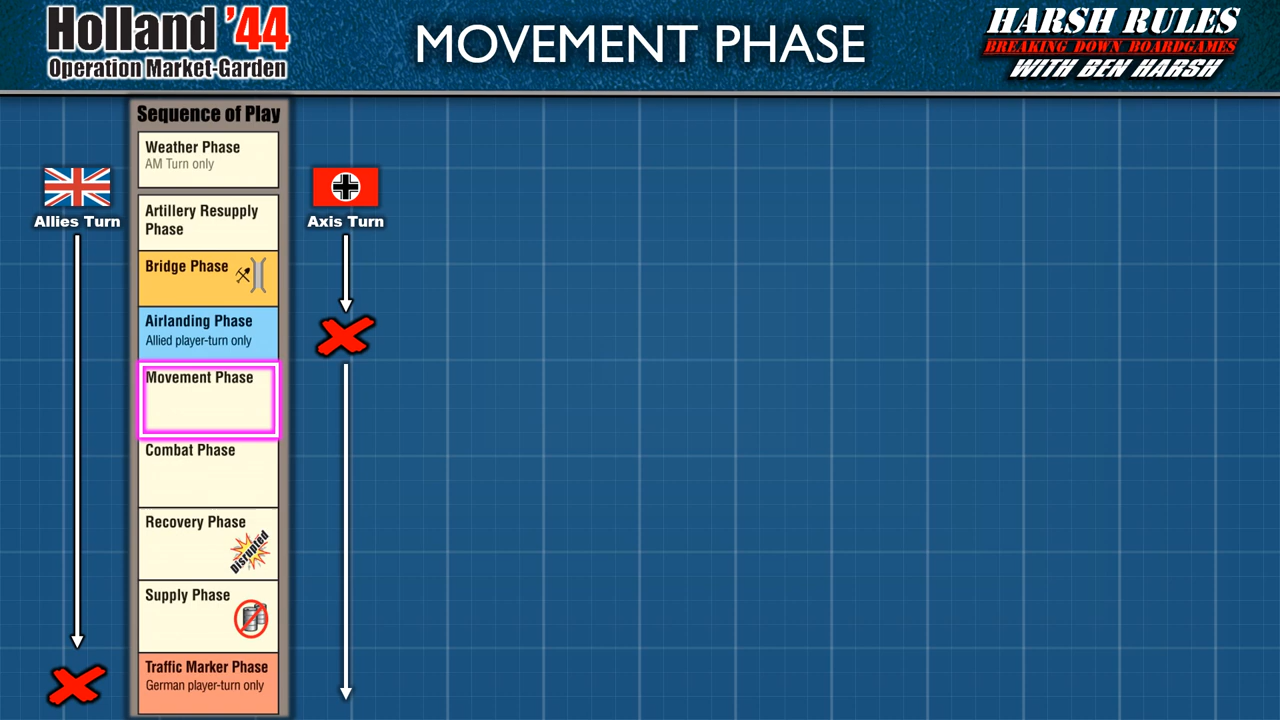 Holland '44
Operation Market-Garden
MOVEMENT PHASE
HARSH RULES
BREAKING DOWN BOARDGAMES
WITH BEN HARSH
Sequence of Play
Weather Phase
AM Turn only
Allies Turn
Axis Turn
Artillery Resupply
Phase
Bridge Phase
Airlanding Phase
Allied player-turn only
Movement Phase
Combat Phase
Recovery Phase
Disrupted
Supply Phase
Traffic Marker Phase
German player-turn only